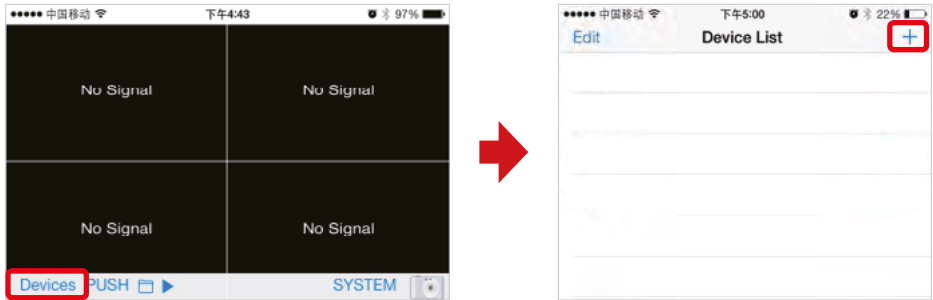 中国移动 下午4:43 97%
No Signal No Signal
No Signal No Signal
Devices PUSH SYSTEM
中国移动 下午5:00 22%
Edit Device List +